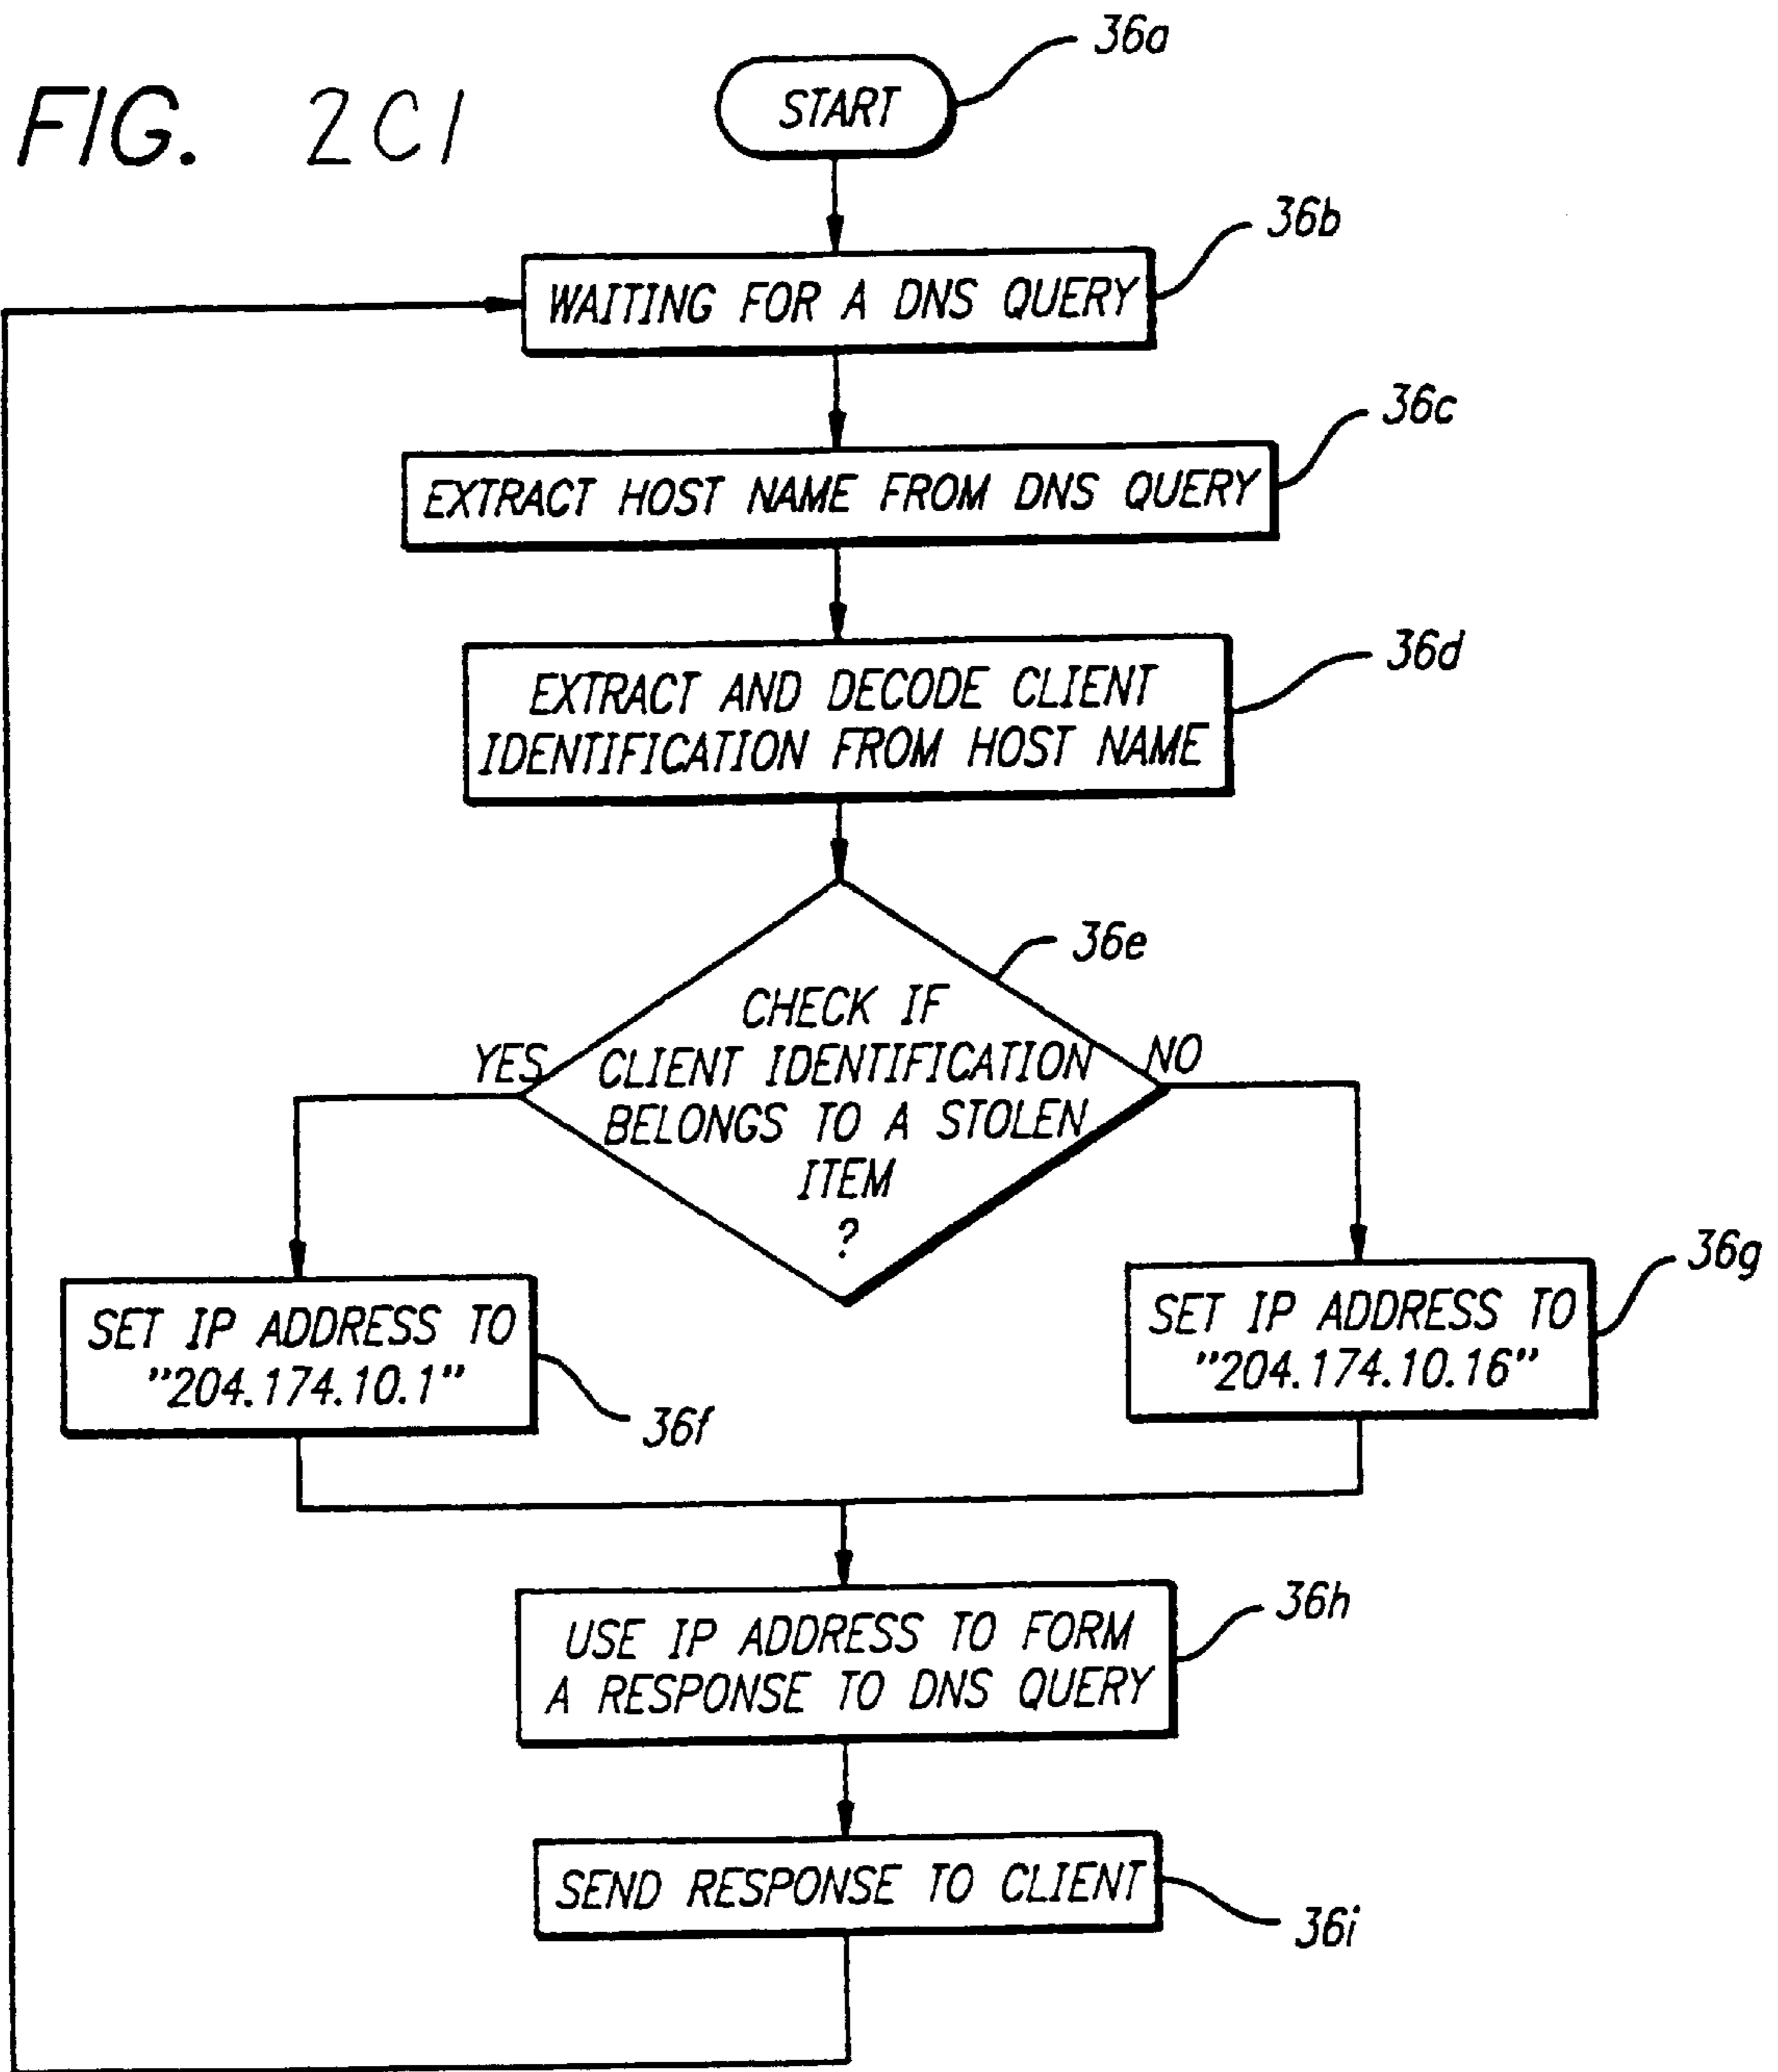 FIG. 2C1
36a
START
36b
WAITING FOR A DNS QUERY
36c
EXTRACT HOST NAME FROM DNS QUERY
36d
EXTRACT AND DECODE CLIENT
IDENTIFICATION FROM HOST NAME
36e
CHECK IF
CLIENT IDENTIFICATION
BELONGS TO A STOLEN
ITEM
?
YES
NO
SET IP ADDRESS TO
"204.174.10.1"
36f
SET IP ADDRESS TO
"204.174.10.16"
36g
USE IP ADDRESS TO FORM
A RESPONSE TO DNS QUERY
36h
SEND RESPONSE TO CLIENT
36i